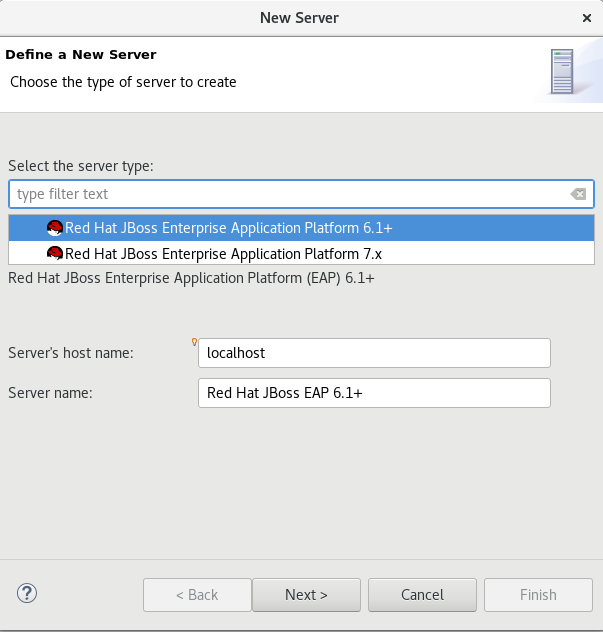 New Server
Define a New Server
Choose the type of server to create
Select the server type:
type filter text
Red Hat JBoss Enterprise Application Platform 6.1+
Red Hat JBoss Enterprise Application Platform 7.x
Red Hat JBoss Enterprise Application Platform (EAP) 6.1+
Server's host name: localhost
Server name: Red Hat JBoss EAP 6.1+
? < Back Next > Cancel Finish